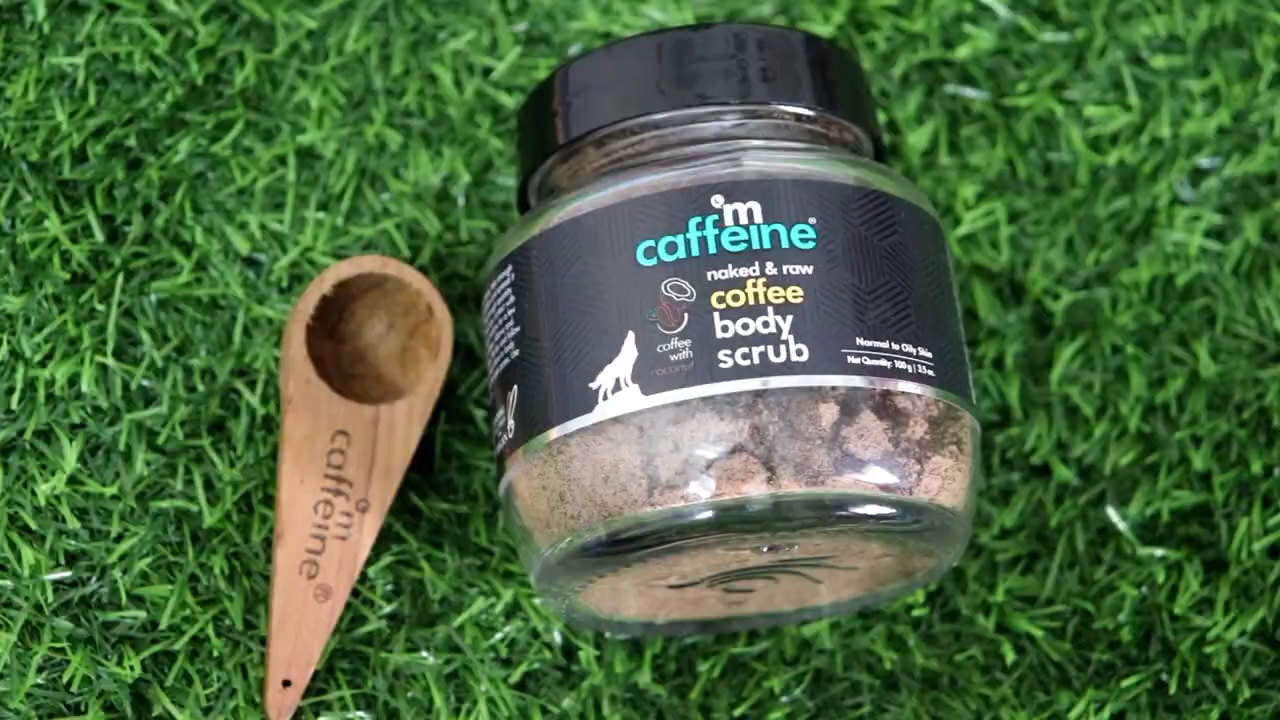 'm
caffeine®
naked & raw
coffee
body
scrub
coffee
with
coconut
Normal to Oily Skin
Net Quantity: 100 g | 3.5 oz.
'm
caffeine®